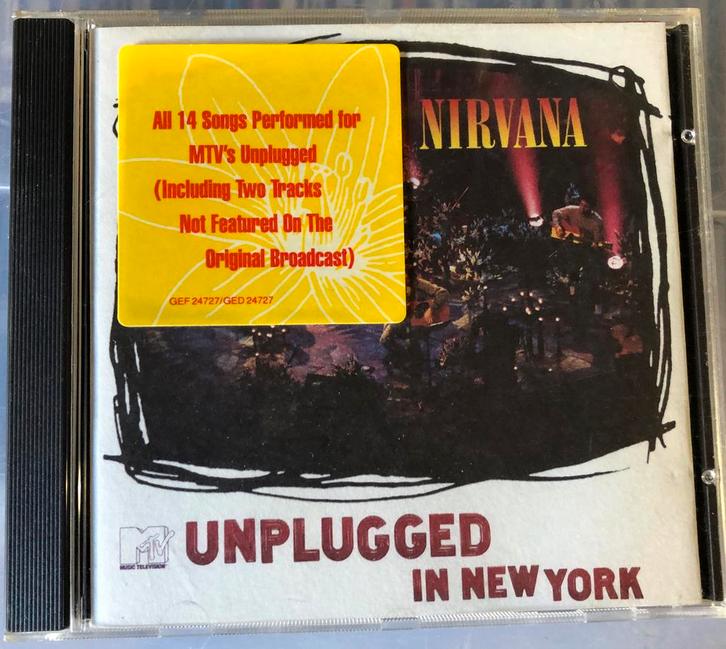 All 14 Songs Performed for
MTV's Unplugged
(Including Two Tracks
Not Featured On The
Original Broadcast)
GEF 24727/GED 24727
NIRVANA
MTV
MUSIC TELEVISION
UNPLUGGED
IN NEW YORK